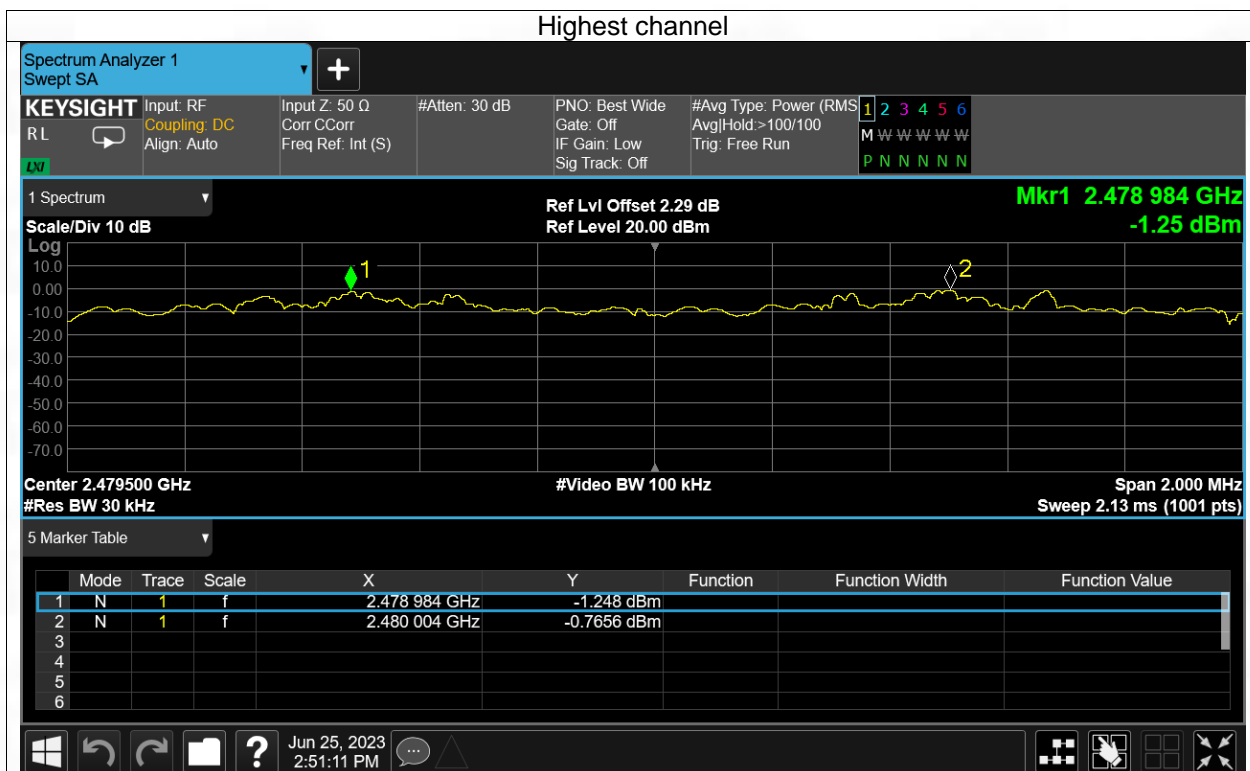 Highest channel
Spectrum Analyzer 1
Swept SA
+
KEYSIGHT
R L
LXI
Input: RF
Coupling: DC
Align: Auto
Input Z: 50 Ω
Corr CCorr
Freq Ref: Int (S)
#Atten: 30 dB
PNO: Best Wide
Gate: Off
IF Gain: Low
Sig Track: Off
#Avg Type: Power (RMS
Avg|Hold:>100/100
Trig: Free Run
1 2 3 4 5 6
M W W W W W
P N N N N N
1 Spectrum
Scale/Div 10 dB
Ref Lvl Offset 2.29 dB
Ref Level 20.00 dBm
Mkr1 2.478 984 GHz
-1.25 dBm
Log
10.0
0.00
-10.0
-20.0
-30.0
-40.0
-50.0
-60.0
-70.0
1
2
Center 2.479500 GHz
#Video BW 100 kHz
Span 2.000 MHz
#Res BW 30 kHz
Sweep 2.13 ms (1001 pts)
5 Marker Table
Mode Trace Scale X Y Function Function Width Function Value
1 N 1 f 2.478 984 GHz -1.248 dBm
2 N 1 f 2.480 004 GHz -0.7656 dBm
3
4
5
6
?
Jun 25, 2023
2:51:11 PM